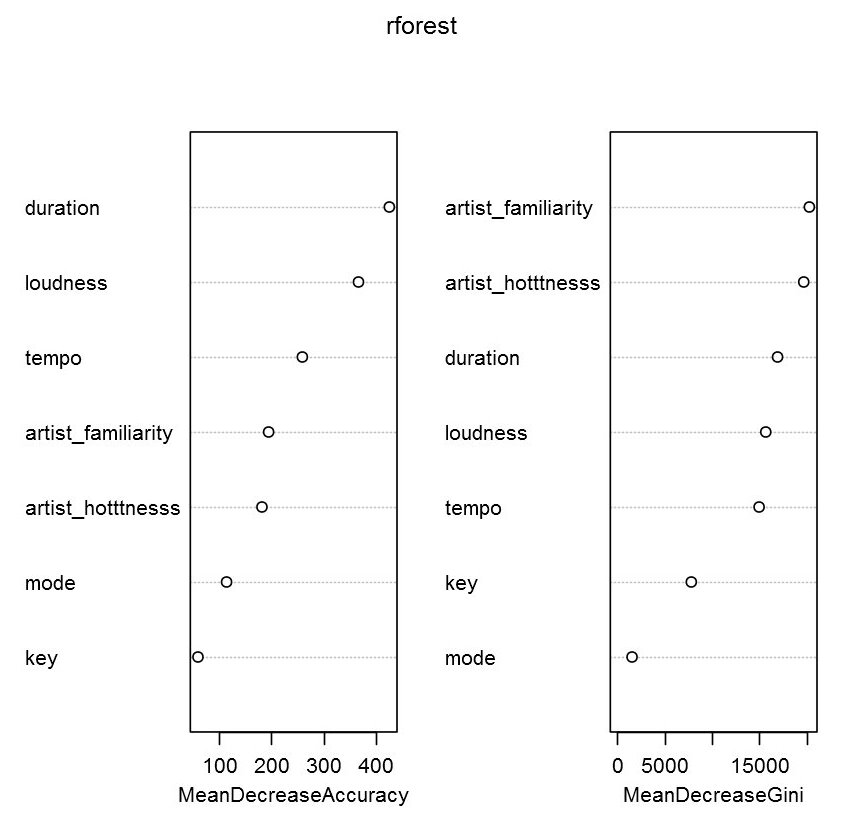 rforest
duration
loudness
tempo
artist_familiarity
artist_hotttnesss
mode
key
100 200 300 400
MeanDecreaseAccuracy
artist_familiarity
artist_hotttnesss
duration
loudness
tempo
key
mode
0 5000 15000
MeanDecreaseGini